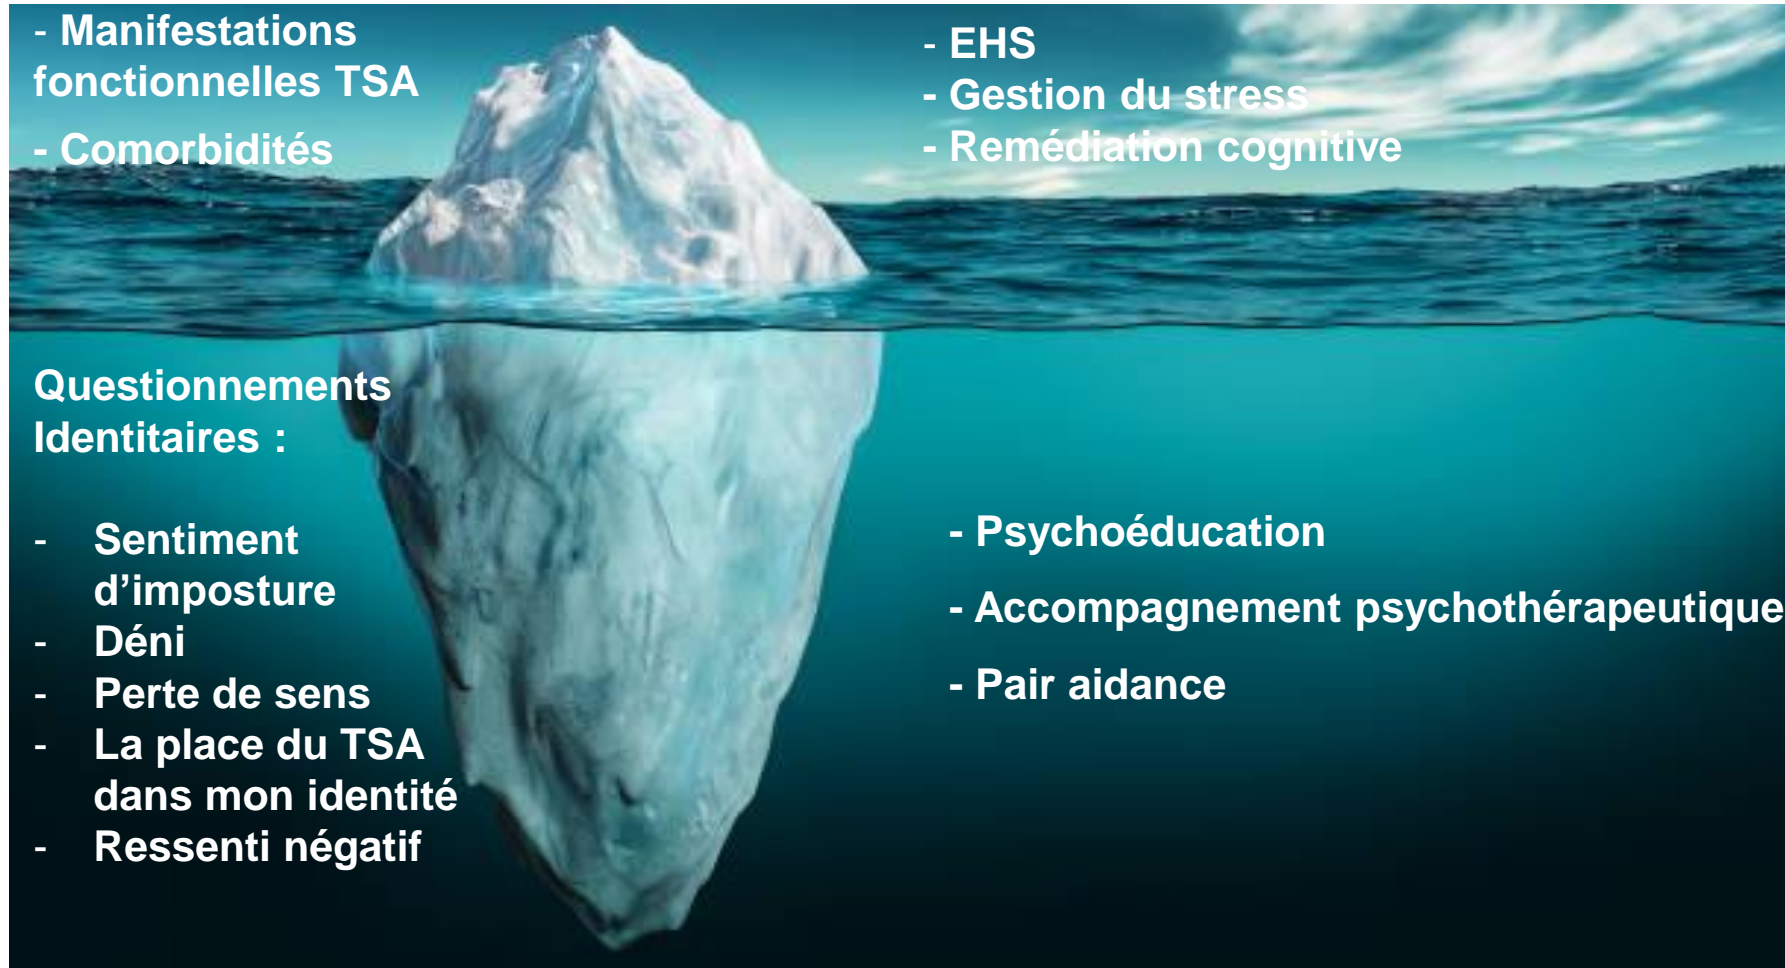 - Manifestations
fonctionnelles TSA
- Comorbidités
- EHS
- Gestion du stress
- Remédiation cognitive
Questionnements
Identitaires :
- Sentiment
d’imposture
- Déni
- Perte de sens
- La place du TSA
dans mon identité
- Ressenti négatif
- Psychoéducation
- Accompagnement psychothérapeutique
- Pair aidance